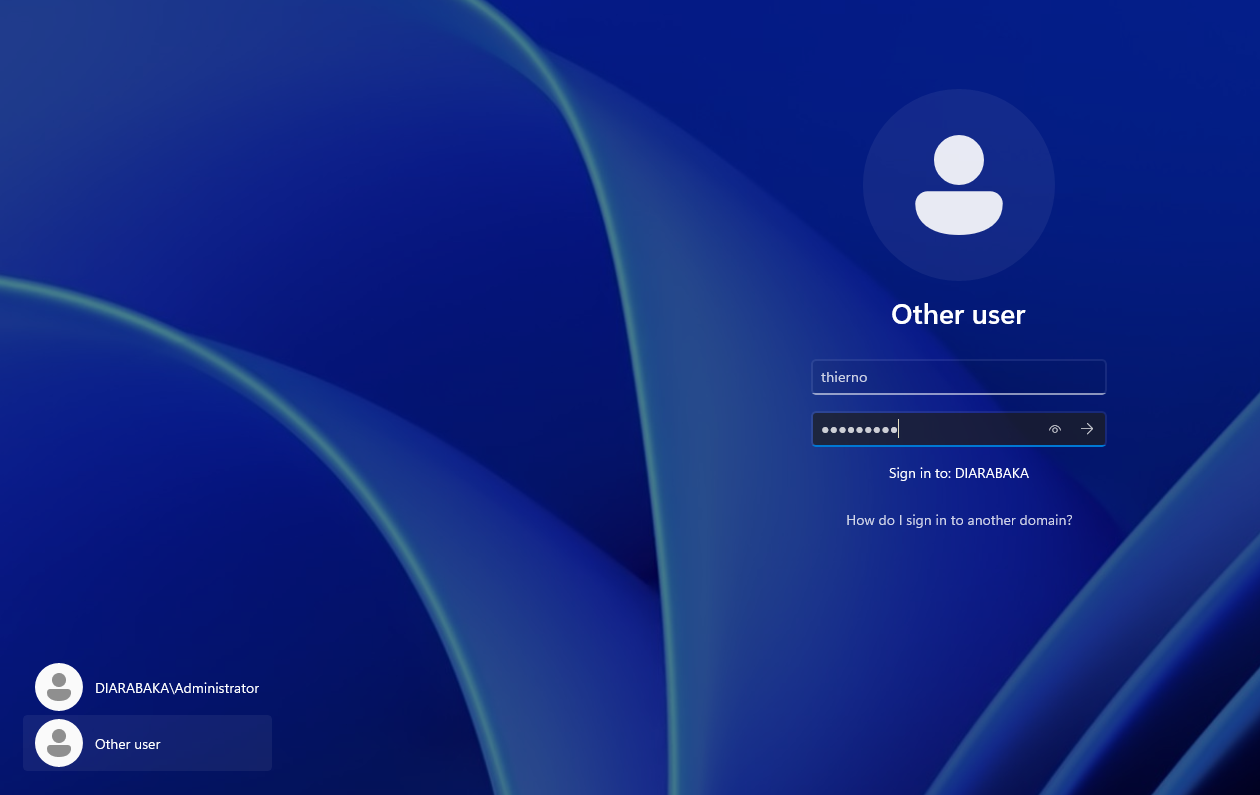 Other user
thierno
●●●●●●●●●
Sign in to: DIARABAKA
How do I sign in to another domain?
DIARABAKA\Administrator
Other user